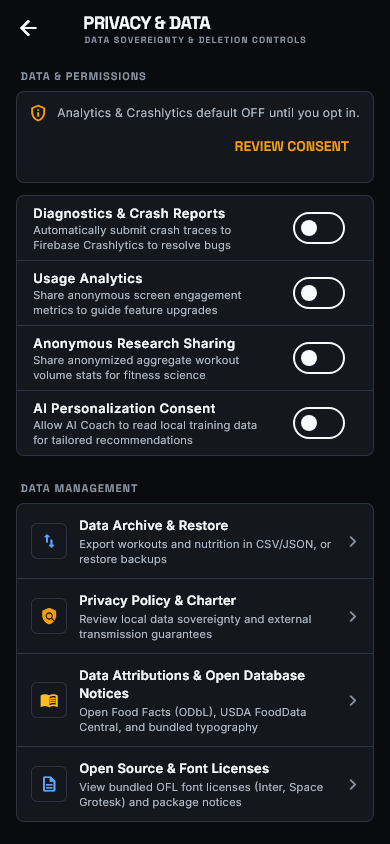 PRIVACY & DATA
DATA SOVEREIGNTY & DELETION CONTROLS
DATA & PERMISSIONS
Analytics & Crashlytics default OFF until you opt in.
REVIEW CONSENT
Diagnostics & Crash Reports
Automatically submit crash traces to
Firebase Crashlytics to resolve bugs
Usage Analytics
Share anonymous screen engagement
metrics to guide feature upgrades
Anonymous Research Sharing
Share anonymized aggregate workout
volume stats for fitness science
AI Personalization Consent
Allow AI Coach to read local training data
for tailored recommendations
DATA MANAGEMENT
Data Archive & Restore
Export workouts and nutrition in CSV/JSON, or
restore backups
Privacy Policy & Charter
Review local data sovereignty and external
transmission guarantees
Data Attributions & Open Database
Notices
Open Food Facts (ODbL), USDA FoodData
Central, and bundled typography
Open Source & Font Licenses
View bundled OFL font licenses (Inter, Space
Grotesk) and package notices